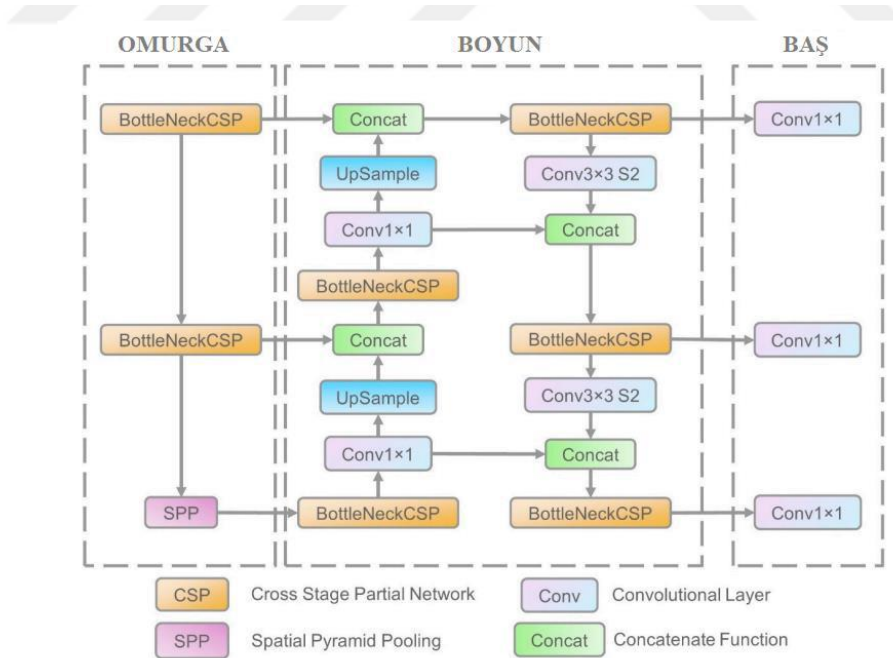 OMURGA BOYUN BAŞ
BottleNeckCSP Concat BottleNeckCSP Conv1×1
UpSample Conv3×3 S2
Conv1×1 Concat
BottleNeckCSP
BottleNeckCSP Concat BottleNeckCSP Conv1×1
UpSample Conv3×3 S2
Conv1×1 Concat
SPP BottleNeckCSP BottleNeckCSP Conv1×1
CSP Cross Stage Partial Network Conv Convolutional Layer
SPP Spatial Pyramid Pooling Concat Concatenate Function